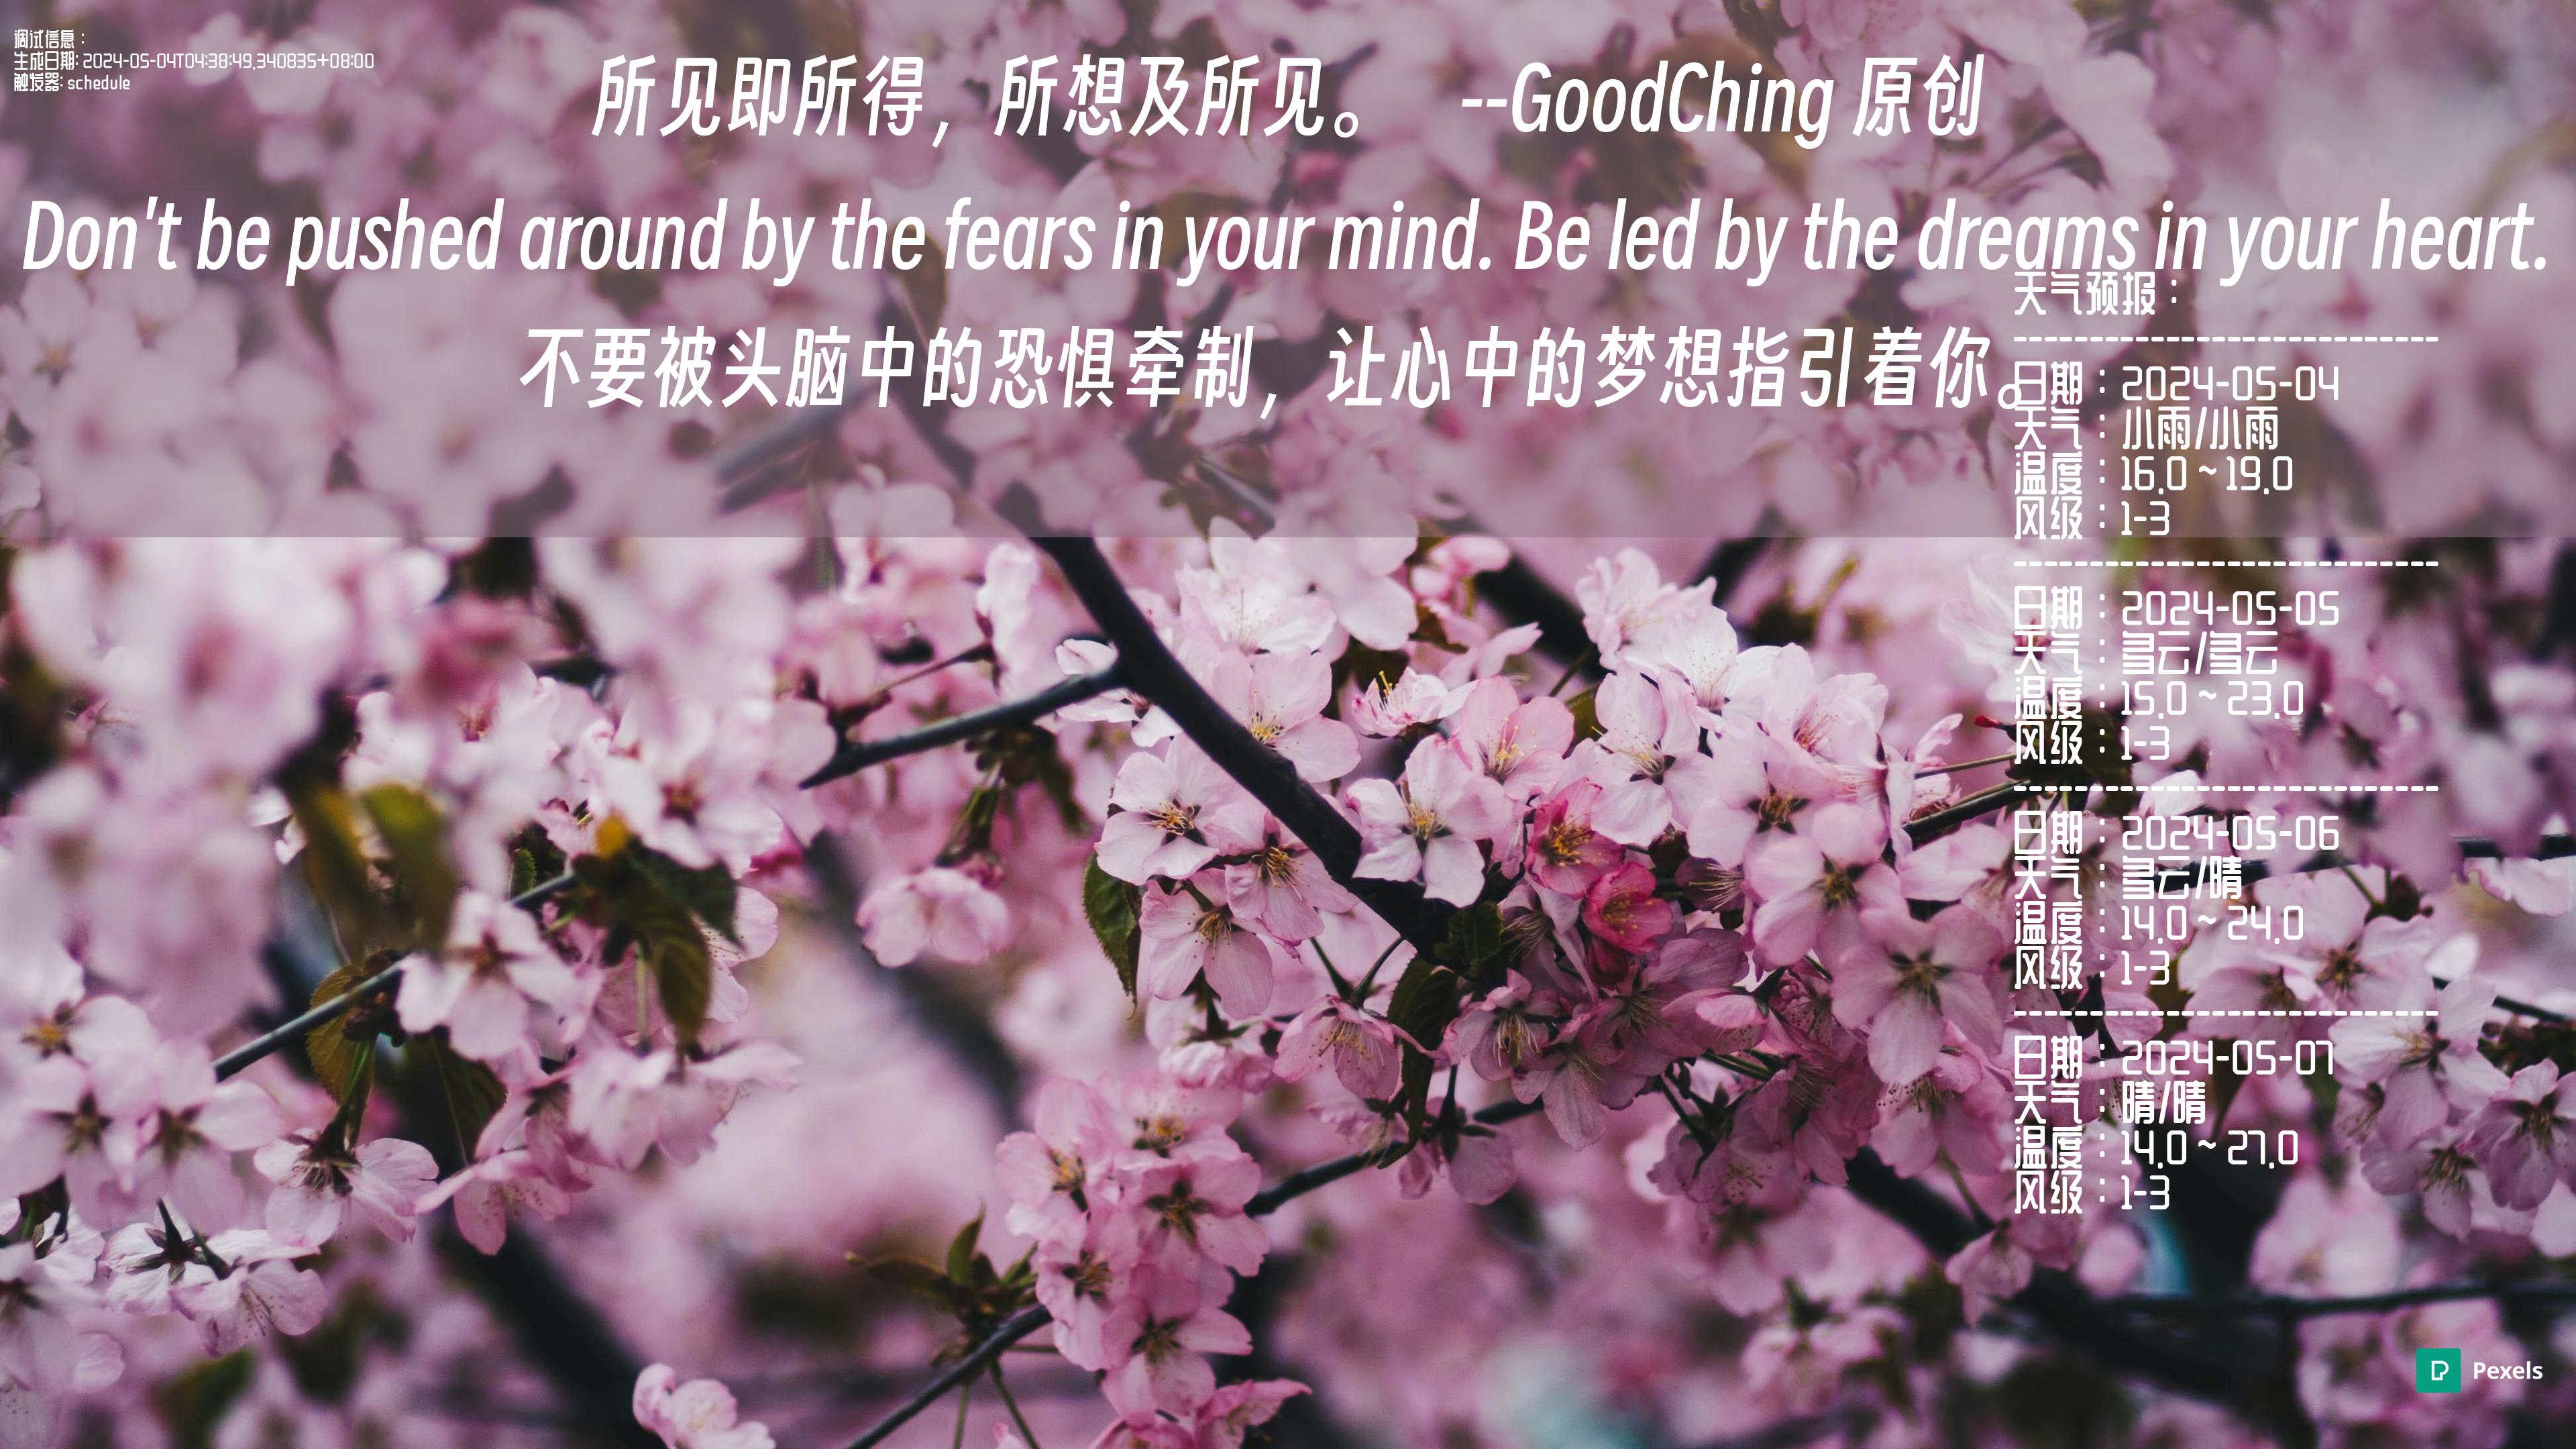 调试信息：
生成日期: 2024-05-04T04:38:49.340835+08:00
触发器: schedule
所见即所得，所想及所见。 --GoodChing 原创
Don't be pushed around by the fears in your mind. Be led by the dreams in your heart.
不要被头脑中的恐惧牵制，让心中的梦想指引着你。
天气预报：
----------------------------
日期：2024-05-04
天气：小雨/小雨
温度：16.0 ~ 19.0
风级：1-3
----------------------------
日期：2024-05-05
天气：多云/多云
温度：15.0 ~ 23.0
风级：1-3
----------------------------
日期：2024-05-06
天气：多云/晴
温度：14.0 ~ 24.0
风级：1-3
----------------------------
日期：2024-05-07
天气：晴/晴
温度：14.0 ~ 27.0
风级：1-3
Pexels